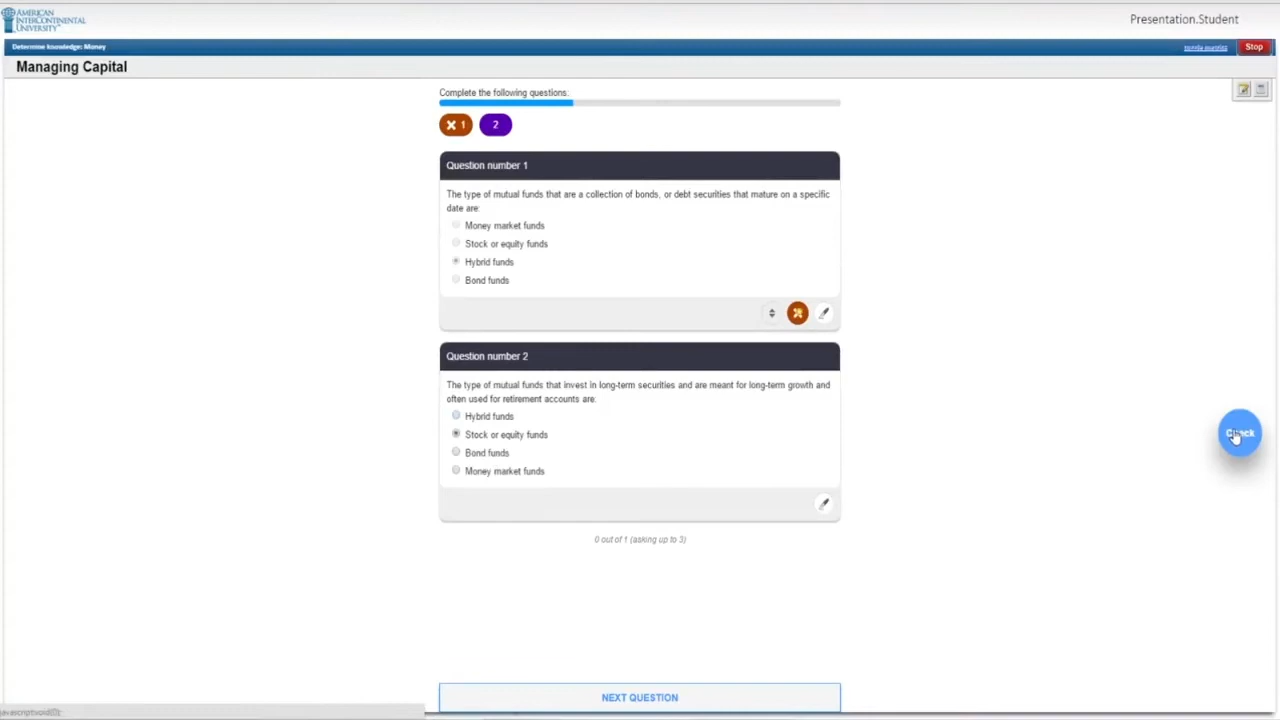 AMERICAN
INTERCONTINENTAL
UNIVERSITY
Presentation.Student
Determine knowledge: Money
Stop
Managing Capital
Complete the following questions:
1
2
Question number 1
The type of mutual funds that are a collection of bonds, or debt securities that mature on a specific
date are:
Money market funds
Stock or equity funds
Hybrid funds
Bond funds
Question number 2
The type of mutual funds that invest in long-term securities and are meant for long-term growth and
often used for retirement accounts are:
Hybrid funds
Stock or equity funds
Bond funds
Money market funds
Check
0 out of 1 (asking up to 3)
NEXT QUESTION